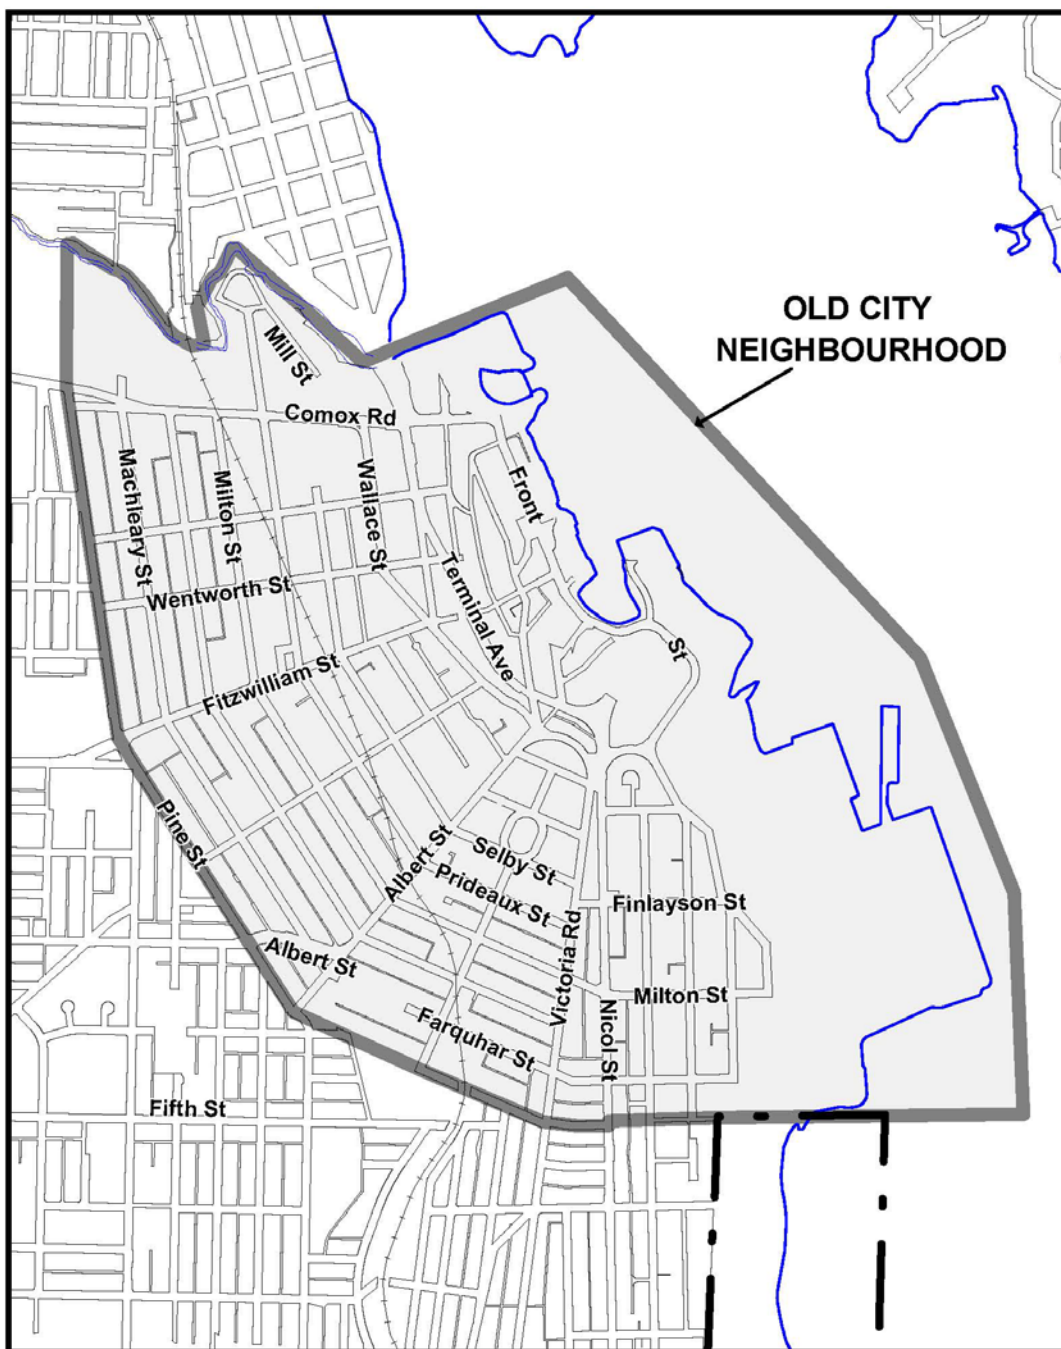 OLD CITY
NEIGHBOURHOOD
Mill St
Comox Rd
Machleary St
Milton St
Wallace St
Front
Terminal Ave
Wentworth St
St
Fitzwilliam St
Pine St
Albert St
Selby St
Prideaux St
Finlayson St
Albert St
Victoria Rd
Milton St
Nicol St
Farquhar St
Fifth St